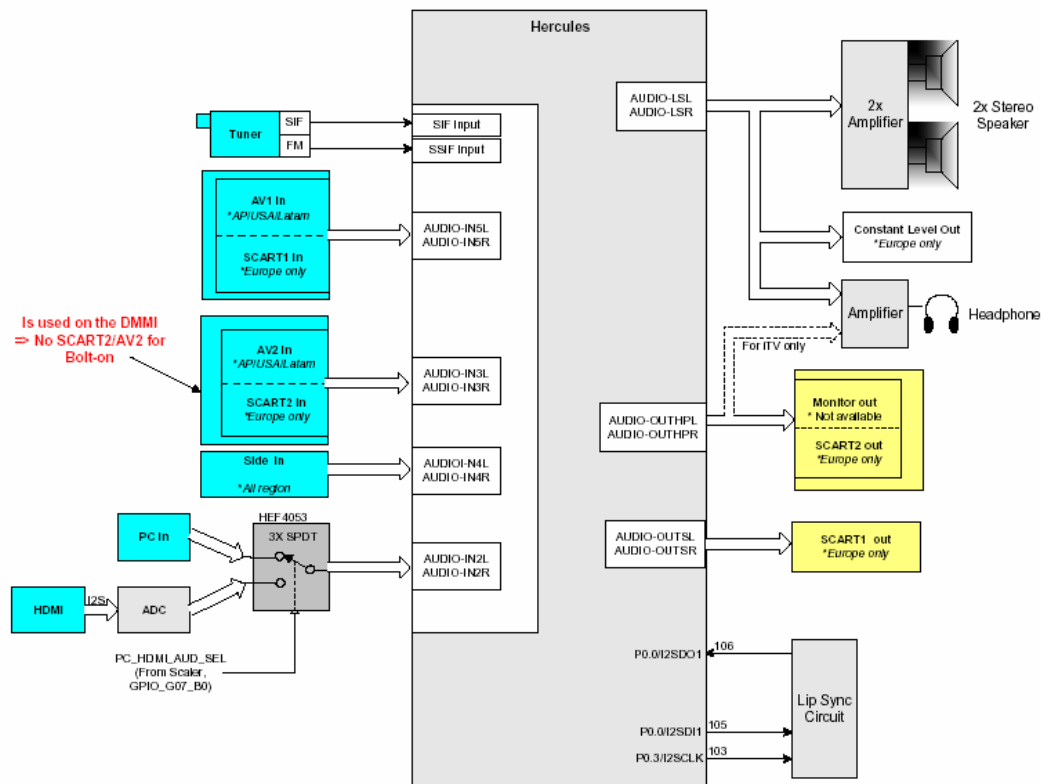 Hercules
Tuner
SIF
FM
SIF Input
SSIF Input
AV1 In
*AP/USA/Latam
SCART1 In
*Europe only
AUDIO-IN5L
AUDIO-IN5R
Is used on the DMMI
=> No SCART2/AV2 for
Bolt-on
AV2 In
*AP/USA/Latam
SCART2 In
*Europe only
AUDIO-IN3L
AUDIO-IN3R
Side In
*All region
AUDIOIN4L
AUDIO-IN4R
PC In
HEF4053
3X SPDT
AUDIO-IN2L
AUDIO-IN2R
HDMI
I2S
ADC
PC_HDMI_AUD_SEL
(From Scaler,
GPIO_G07_B0)
AUDIO-LSL
AUDIO-LSR
2x
Amplifier
2x Stereo
Speaker
Constant Level Out
*Europe only
Amplifier
Headphone
For iTV only
AUDIO-OUTHPL
AUDIO-OUTHPR
Monitor out
* Not available
SCART2 out
*Europe only
AUDIO-OUTSL
AUDIO-OUTSR
SCART1 out
*Europe only
P0.0/I2SDO1
106
P0.0/I2SDI1
105
P0.3/I2SCLK
103
Lip Sync
Circuit